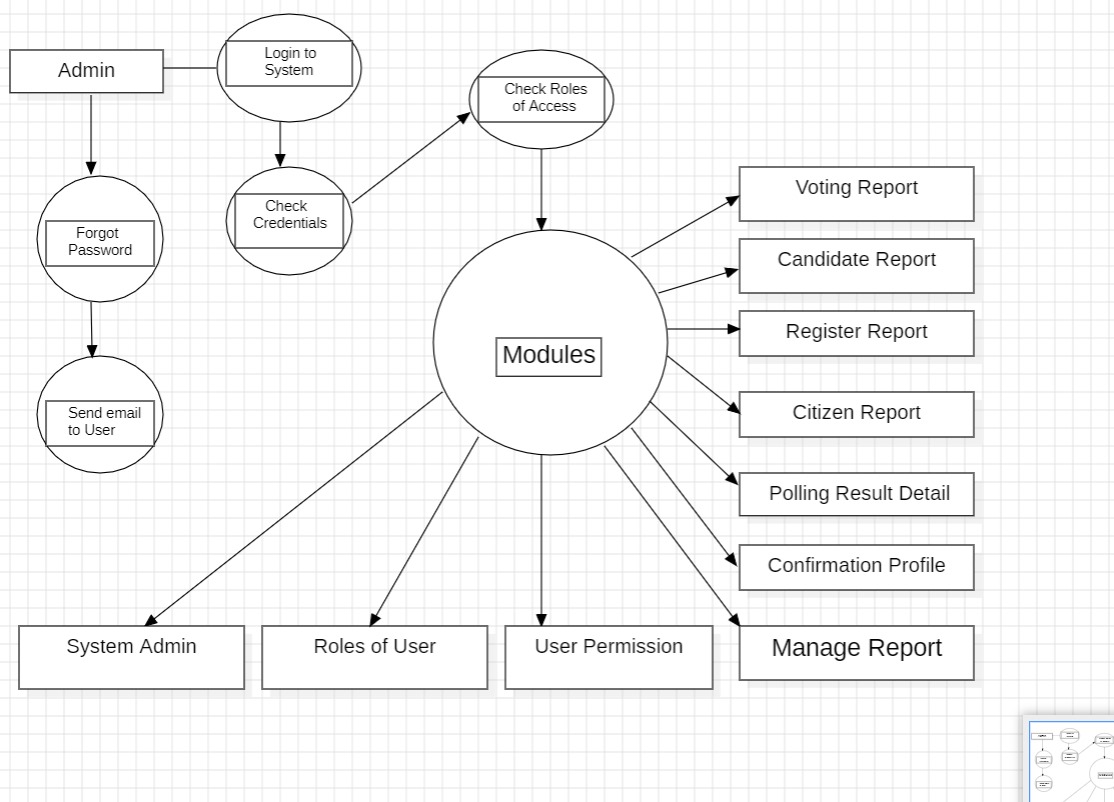 Admin
Login to
System
Check Roles
of Access
Forgot
Password
Check
Credentials
Send email
to User
Modules
Voting Report
Candidate Report
Register Report
Citizen Report
Polling Result Detail
Confirmation Profile
System Admin
Roles of User
User Permission
Manage Report